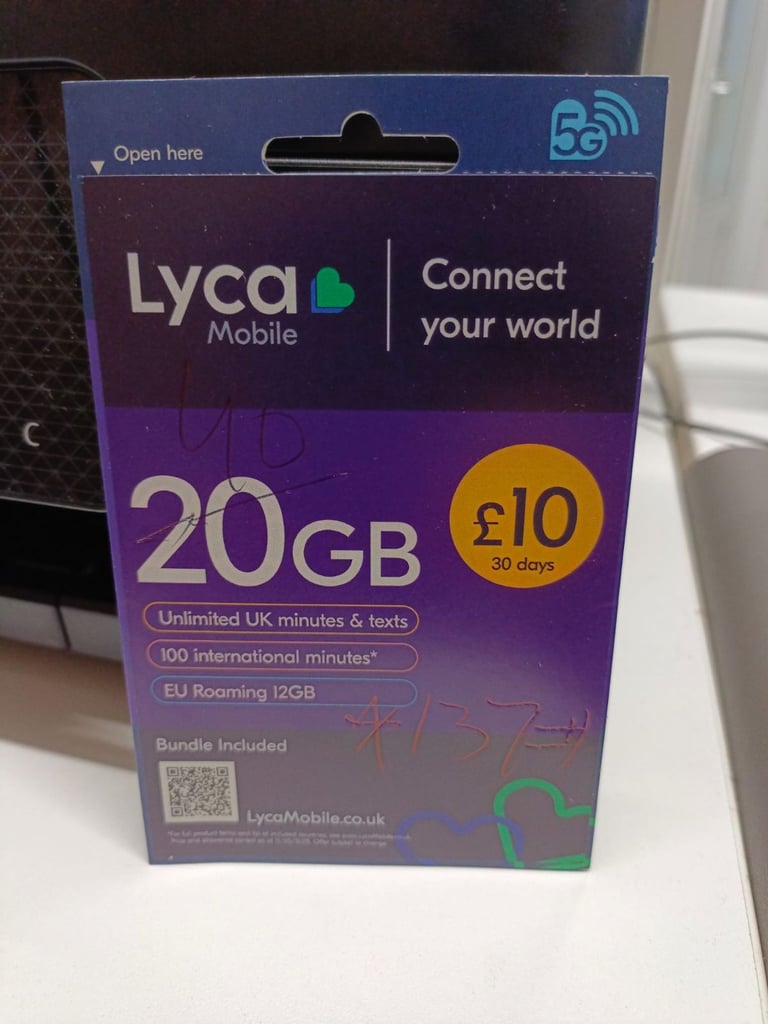 Open here
5G
Lyca
Mobile
Connect
your world
40
20GB
£10
30 days
Unlimited UK minutes & texts
100 international minutes*
EU Roaming 12GB
*137#
Bundle Included
LycaMobile.co.uk
C